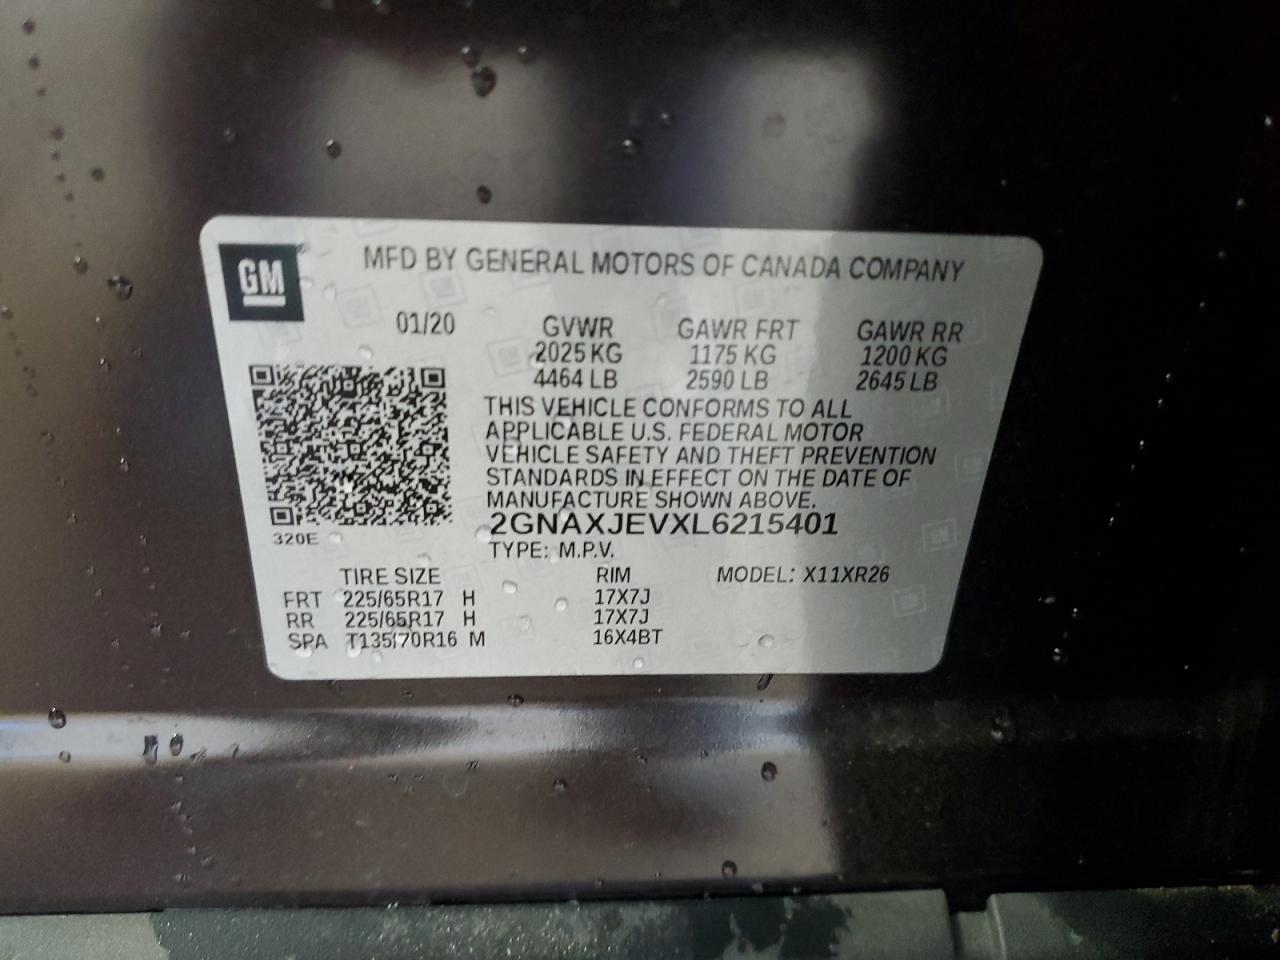 GM
MFD BY GENERAL MOTORS OF CANADA COMPANY
01/20 GVWR GAWR FRT GAWR RR
2025 KG 1175 KG 1200 KG
4464 LB 2590 LB 2645 LB
THIS VEHICLE CONFORMS TO ALL
APPLICABLE U.S. FEDERAL MOTOR
VEHICLE SAFETY AND THEFT PREVENTION
STANDARDS IN EFFECT ON THE DATE OF
MANUFACTURE SHOWN ABOVE.
2GNAXJEVXL6215401
320E
TYPE: M.P.V.
TIRE SIZE RIM MODEL: X11XR26
FRT 225/65R17 H 17X7J
RR 225/65R17 H 17X7J
SPA T135/70R16 M 16X4BT